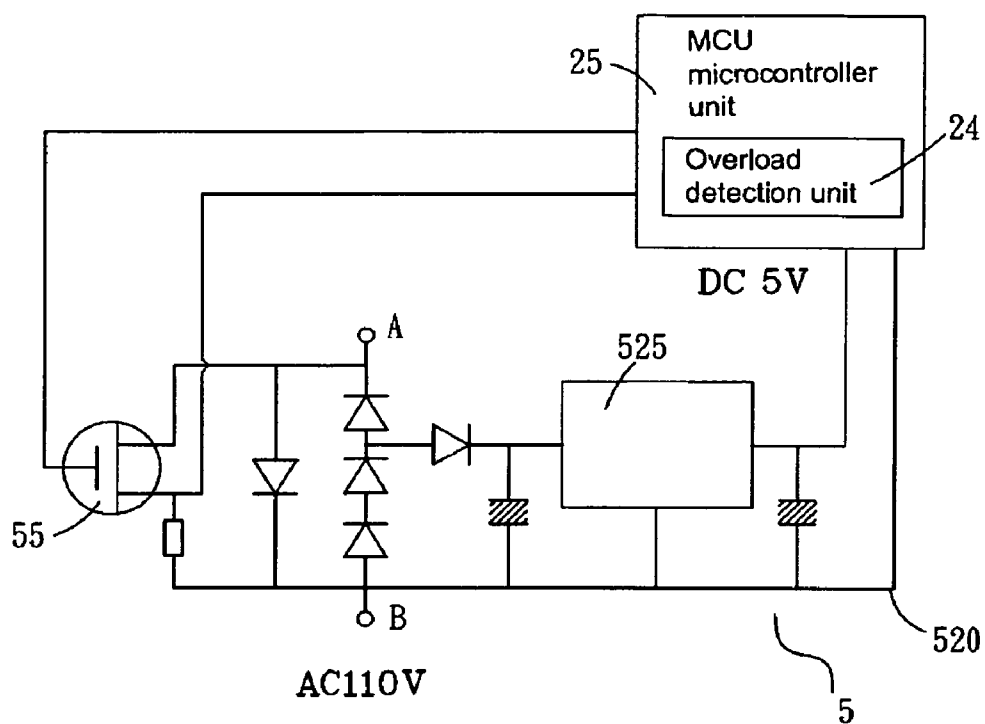 MCU
microcontroller
unit
25
24
Overload
detection unit
DC 5V
A
525
55
B
520
AC110V
5